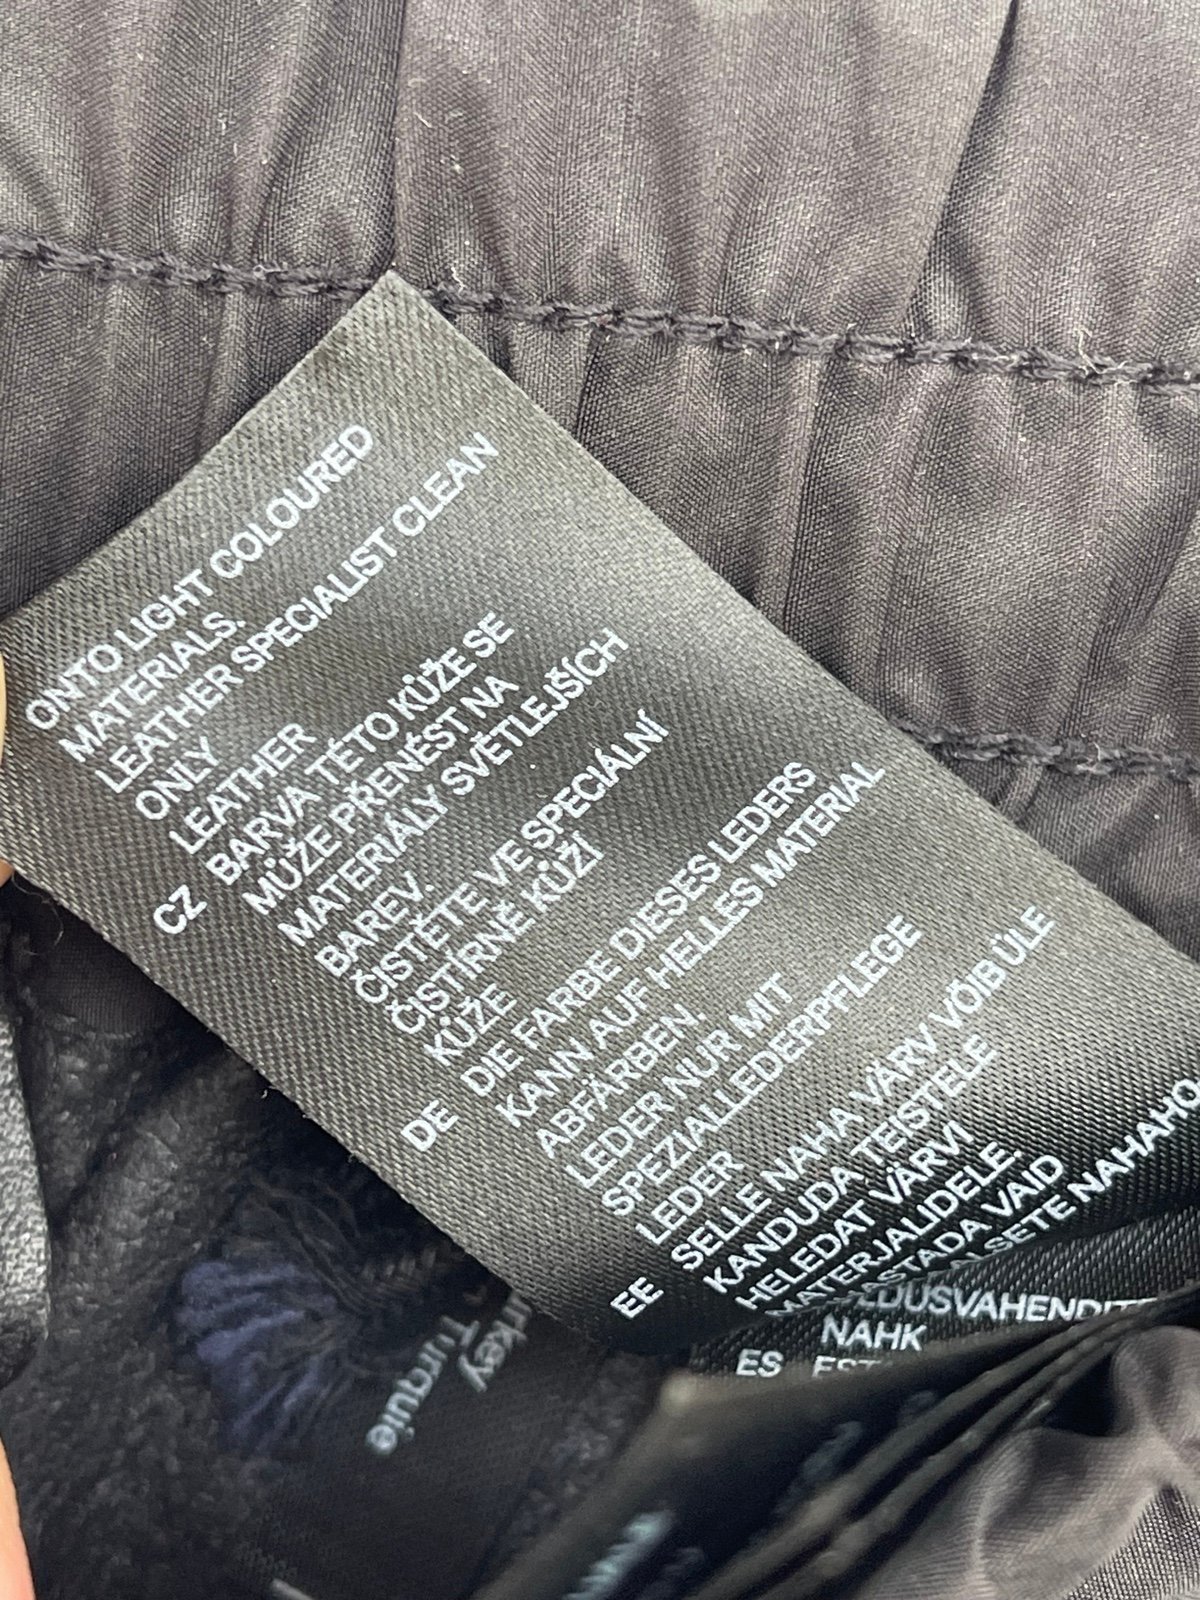 ONTO LIGHT COLOURED
MATERIALS.
LEATHER SPECIALIST CLEAN
ONLY
LEATHER
CZ BARVA TÉTO KŮŽE SE
MŮŽE PŘENÉST NA
MATERIÁLY SVĚTLEJŠÍCH
BAREV.
ČISTĚTE VE SPECIÁLNÍ
ČISTÍRNĚ KŮŽÍ
KŮŽE
DE DIE FARBE DIESES LEDERS
KANN AUF HELLES MATERIAL
ABFÄRBEN
LEDER NUR MIT
SPEZIALLEDERPFLEGE
LEDER
EE SELLE NAHA VÄRV VÕIB ÜLE
KANDUDA TEISTELE
HELEDAT VÄRVI
MATERJALIDELE.
VAID
NAHAHO
NAHK
ES
Turquie